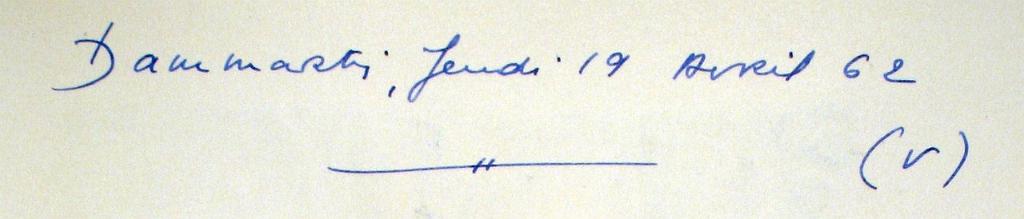 Dammarti, Jeudi 19 Avril 62
(v)